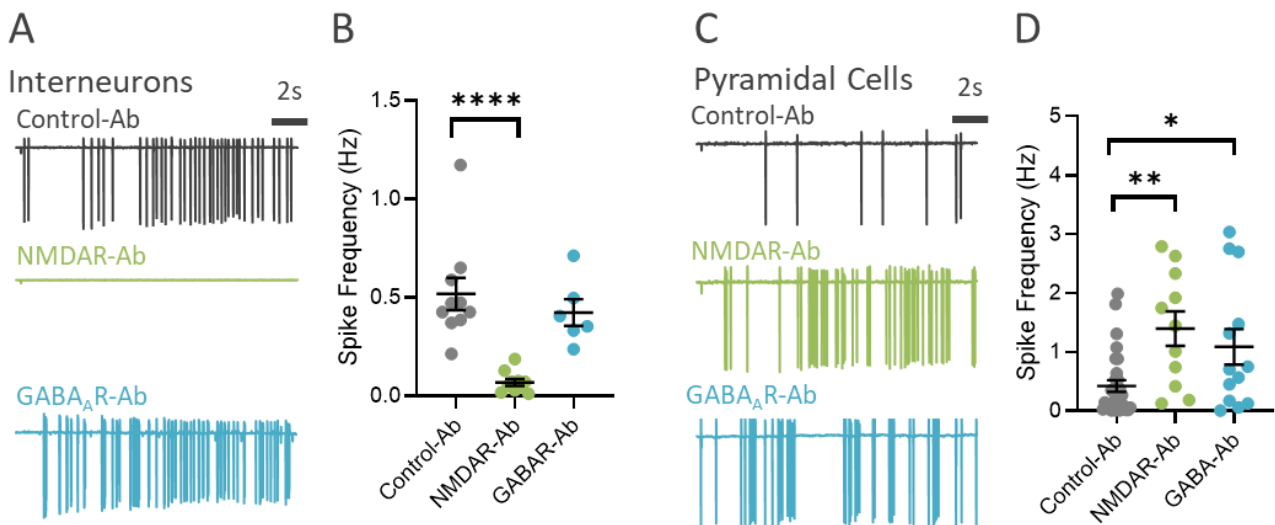 A
Interneurons
2s
Control-Ab
NMDAR-Ab
GABAAR-Ab
B
****
Spike Frequency (Hz)
1.5
1.0
0.5
0.0
Control-Ab
NMDAR-Ab
GABAR-Ab
C
Pyramidal Cells
2s
Control-Ab
NMDAR-Ab
GABAAR-Ab
D
*
**
Spike Frequency (Hz)
5
4
3
2
1
0
Control-Ab
NMDAR-Ab
GABA-Ab